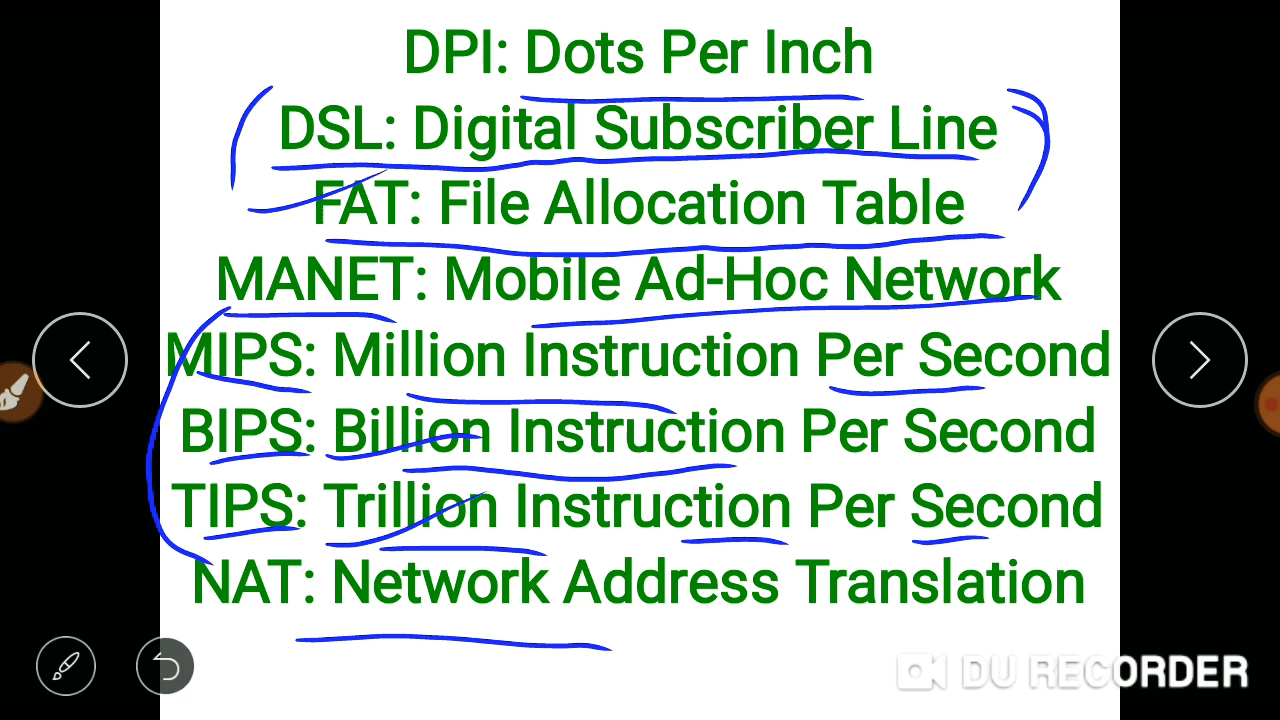 DPI: Dots Per Inch
DSL: Digital Subscriber Line
FAT: File Allocation Table
MANET: Mobile Ad-Hoc Network
MIPS: Million Instruction Per Second
BIPS: Billion Instruction Per Second
TIPS: Trillion Instruction Per Second
NAT: Network Address Translation
DU RECORDER